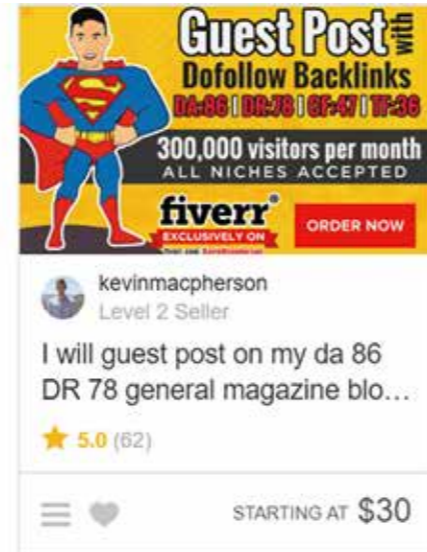 Guest Post with
Dofollow Backlinks
DA:86 | DR:78 | CF:47 | TF:36
300,000 visitors per month
ALL NICHES ACCEPTED
fiverr®
EXCLUSIVELY ON
ORDER NOW
kevinmacpherson
Level 2 Seller
I will guest post on my da 86
DR 78 general magazine blo...
5.0 (62)
STARTING AT $30